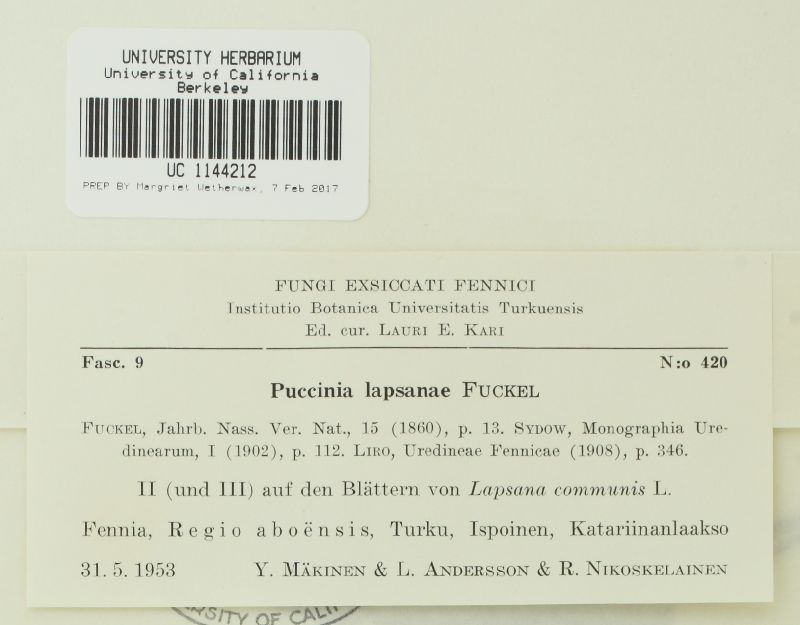 UNIVERSITY HERBARIUM
University of California
Berkeley
UC 1144212
PREP BY Margriet Wetherwax, 7 Feb 2017
FUNGI EXSICCATI FENNICI
Institutio Botanica Universitatis Turkuensis
Ed. cur. LAURI E. KARI
Fasc. 9 N:o 420
Puccinia lapsanae FUCKEL
FUCKEL, Jahrb. Nass. Ver. Nat., 15 (1860), p. 13. SYDOW, Monographia Ure-
dinearum, I (1902), p. 112. LIRO, Uredineae Fennicae (1908), p. 346.
II (und III) auf den Blättern von Lapsana communis L.
Fennia, Regio aboënsis, Turku, Ispoinen, Katariinanlaakso
31. 5. 1953 Y. MÄKINEN & L. ANDERSSON & R. NIKOSKELAINEN
RSITY OF CALI